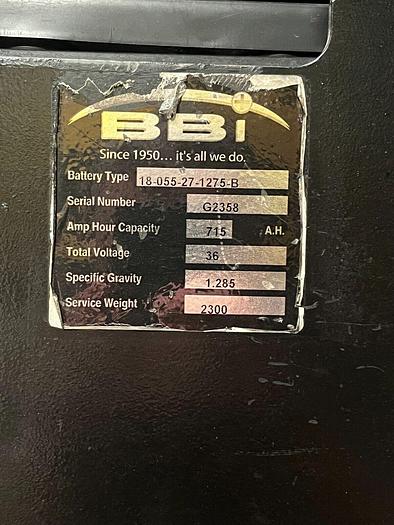 BBi
Since 1950... it's all we do.
Battery Type 18-055-27-1275-B
Serial Number G2358
Amp Hour Capacity 715 A.H.
Total Voltage 36
Specific Gravity 1.285
Service Weight 2300